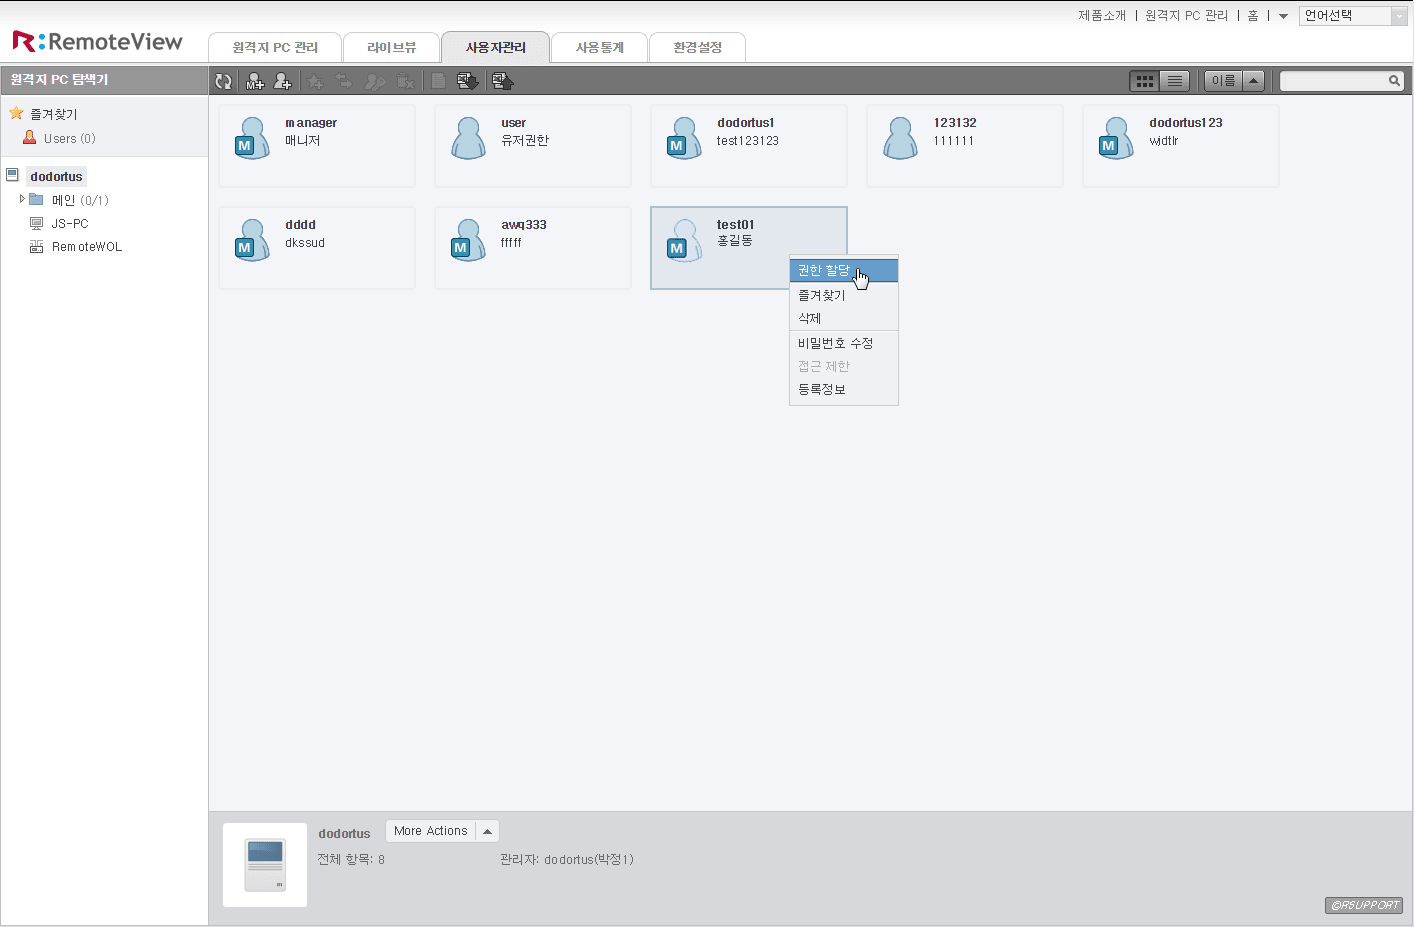 제품소개 | 원격지 PC 관리 | 홈 | 언어선택
R:RemoteView
원격지 PC 관리 라이브뷰 사용자관리 사용통계 환경설정
원격지 PC 탐색기
이름
즐겨찾기
Users (0)
dodortus
메인 (0/1)
JS-PC
RemoteWOL
manager
매니저
user
유저권한
dodortus1
test123123
123132
111111
dodortus123
widtlr
dddd
dkssud
awq333
fffff
test01
홍길동
권한 할당
즐겨찾기
삭제
비밀번호 수정
접근 제한
등록정보
dodortus More Actions
전체 항목: 8 관리자: dodortus(박정1)
©RSUPPORT